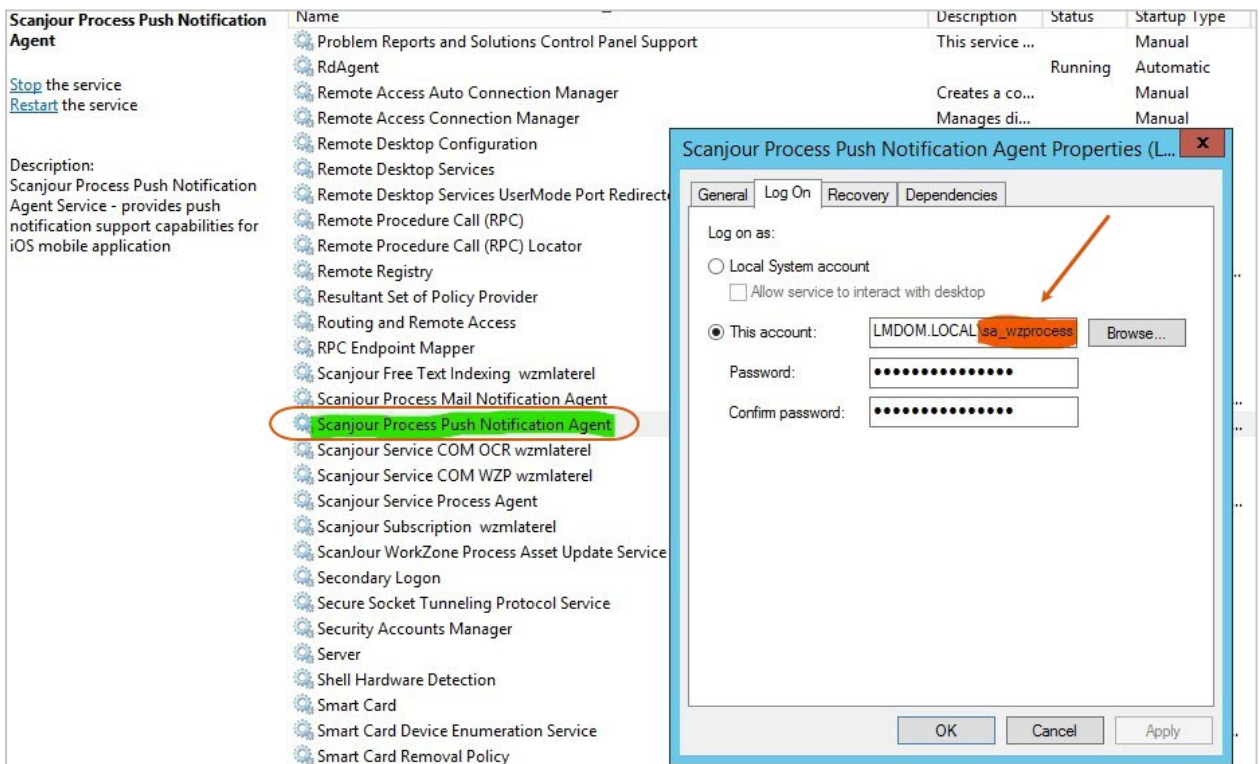 Scanjour Process Push Notification
Agent
Stop the service
Restart the service
Description:
Scanjour Process Push Notification
Agent Service - provides push
notification support capabilities for
iOS mobile application
Name Description Status Startup Type
Problem Reports and Solutions Control Panel Support This service ... Manual
RdAgent Running Automatic
Remote Access Auto Connection Manager Creates a co... Manual
Remote Access Connection Manager Manages di... Manual
Remote Desktop Configuration
Remote Desktop Services
Remote Desktop Services UserMode Port Redirect
Remote Procedure Call (RPC)
Remote Procedure Call (RPC) Locator
Remote Registry
Resultant Set of Policy Provider
Routing and Remote Access
RPC Endpoint Mapper
Scanjour Free Text Indexing wzmlaterel
Scanjour Process Mail Notification Agent
Scanjour Process Push Notification Agent
Scanjour Service COM OCR wzmlaterel
Scanjour Service COM WZP wzmlaterel
Scanjour Service Process Agent
Scanjour Subscription wzmlaterel
ScanJour WorkZone Process Asset Update Service
Secondary Logon
Secure Socket Tunneling Protocol Service
Security Accounts Manager
Server
Shell Hardware Detection
Smart Card
Smart Card Device Enumeration Service
Smart Card Removal Policy
Scanjour Process Push Notification Agent Properties (L... x
General Log On Recovery Dependencies
Log on as:
Local System account
Allow service to interact with desktop
This account: LMDOM.LOCAL\sa_wzprocess Browse...
Password: •••••••••••••••
Confirm password: •••••••••••••••
OK Cancel Apply